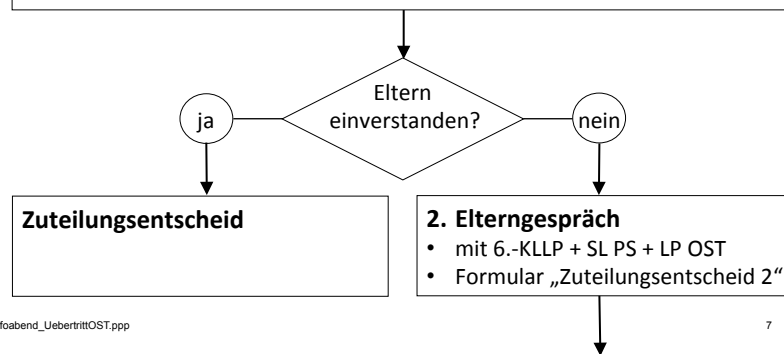 Eltern
einverstanden?
ja
nein
Zuteilungsentscheid
2. Elterngespräch
• mit 6.-KLLP + SL PS + LP OST
• Formular „Zuteilungsentscheid 2“
foabend_UebertrittOST.ppp
7